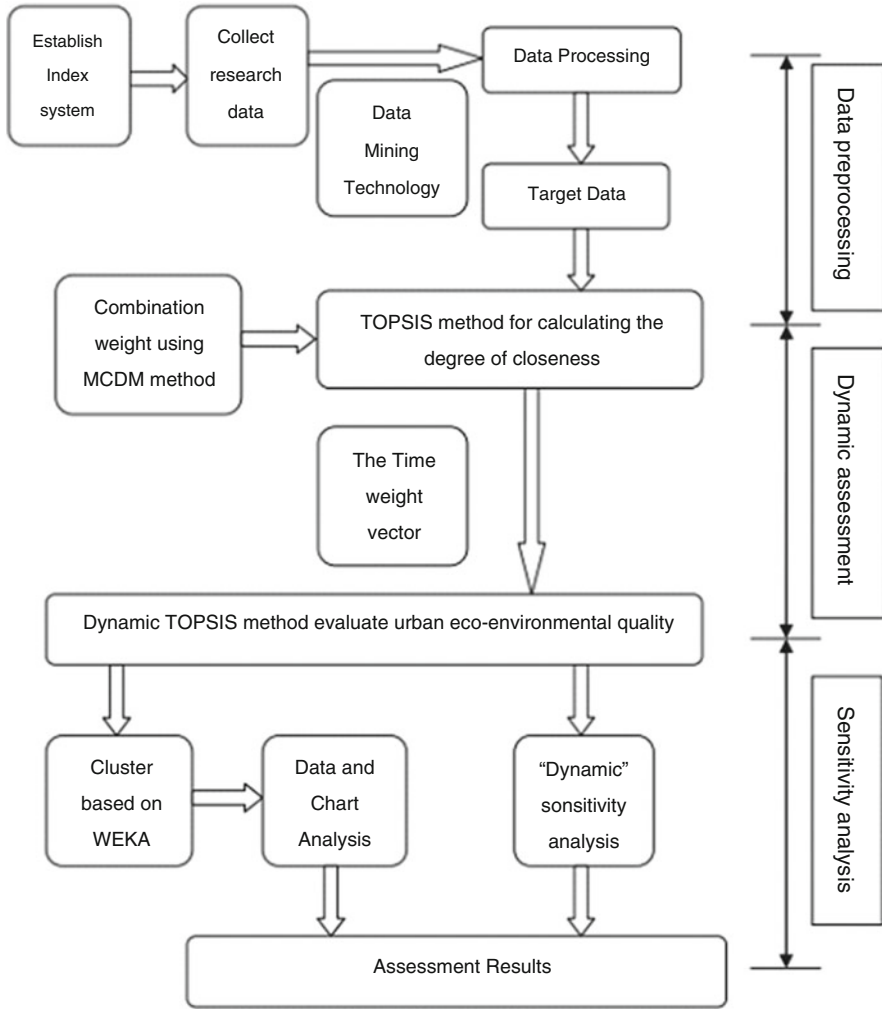 Establish
Index
system
Collect
research
data
Data Processing
Data
Mining
Technology
Target Data
Combination
weight using
MCDM method
TOPSIS method for calculating the
degree of closeness
The Time
weight
vector
Dynamic TOPSIS method evaluate urban eco-environmental quality
Cluster
based on
WEKA
Data and
Chart
Analysis
“Dynamic”
sonsitivity
analysis
Assessment Results
Data preprocessing
Dynamic assessment
Sensitivity analysis